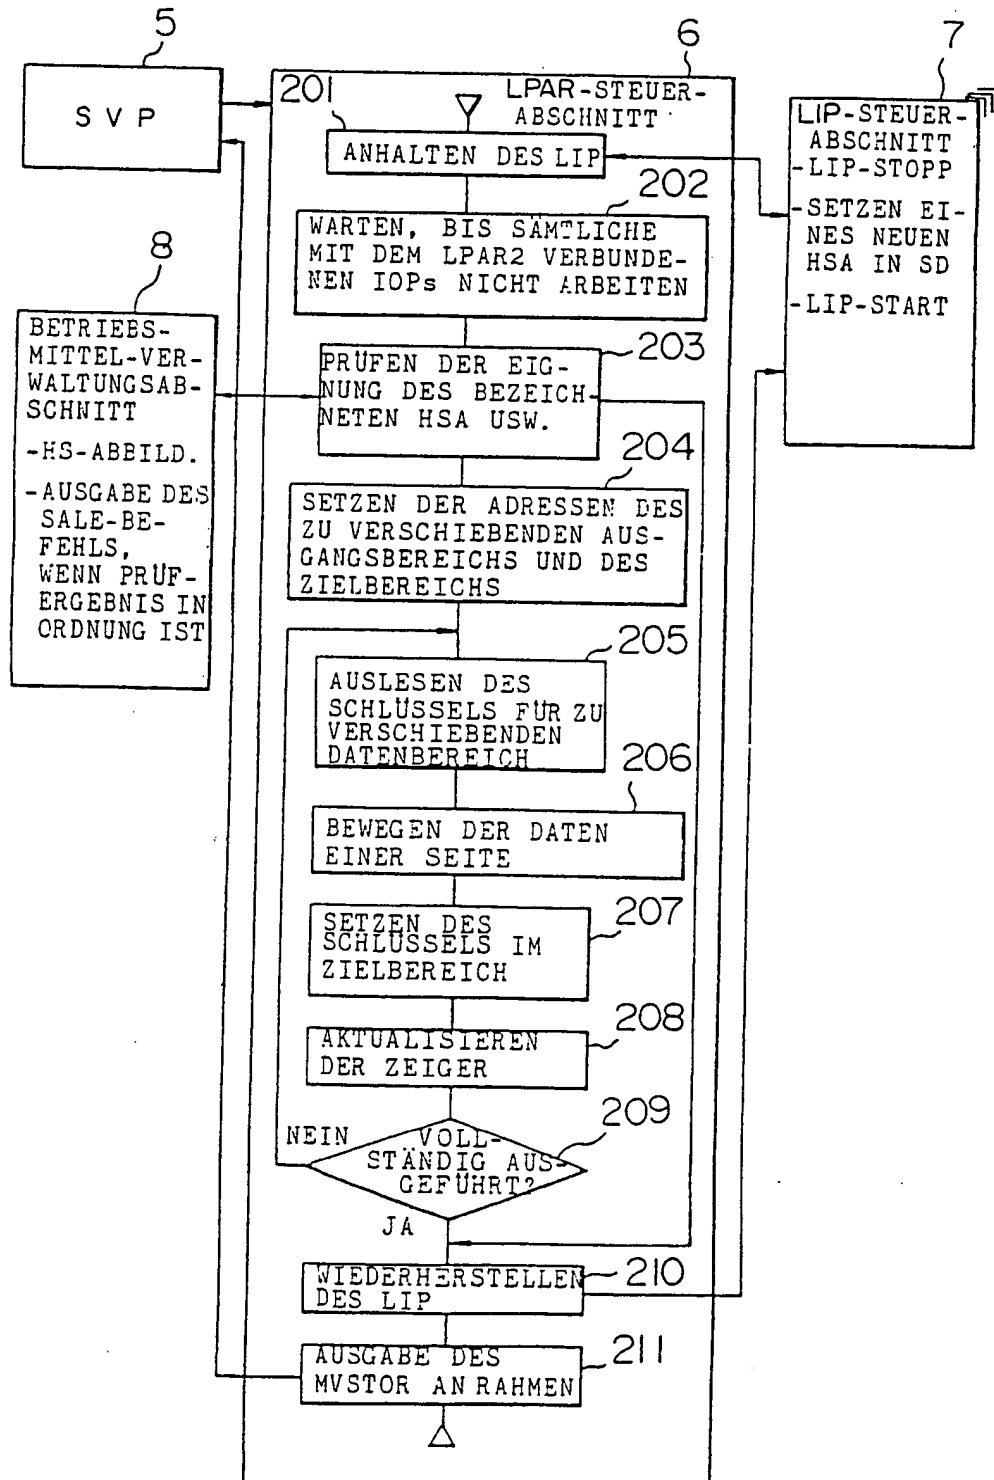 5
SVP
6
LPAR-STEUER-
ABSCHNITT
7
LIP-STEUER-
ABSCHNITT
-LIP-STOPP
-SETZEN EI-
NES NEUEN
HSA IN SD
-LIP-START
8
BETRIEBS-
MITTEL-VER-
WALTUNGSAB-
SCHNITT
-HS-ABBILD.
-AUSGABE DES
SALE-BE-
FEHLS,
WENN PRÜF-
ERGEBNIS IN
ORDNUNG IST
201
ANHALTEN DES LIP
202
WARTEN, BIS SÄMTLICHE
MIT DEM LPAR2 VERBUNDE-
NEN IOPs NICHT ARBEITEN
203
PRÜFEN DER EIG-
NUNG DES BEZEICH-
NETEN HSA USW.
204
SETZEN DER ADRESSEN DES
ZU VERSCHIEBENDEN AUS-
GANGSBEREICHS UND DES
ZIELBEREICHS
205
AUSLESEN DES
SCHLÜSSELS FÜR ZU
VERSCHIEBENDEN
DATENBEREICH
206
BEWEGEN DER DATEN
EINER SEITE
207
SETZEN DES
SCHLÜSSELS IM
ZIELBEREICH
208
AKTUALISIEREN
DER ZEIGER
209
VOLL-
STÄNDIG AUS-
GEFÜHRT?
NEIN
JA
210
WIEDERHERSTELLEN
DES LIP
211
AUSGABE DES
MVSTOR AN RAHMEN